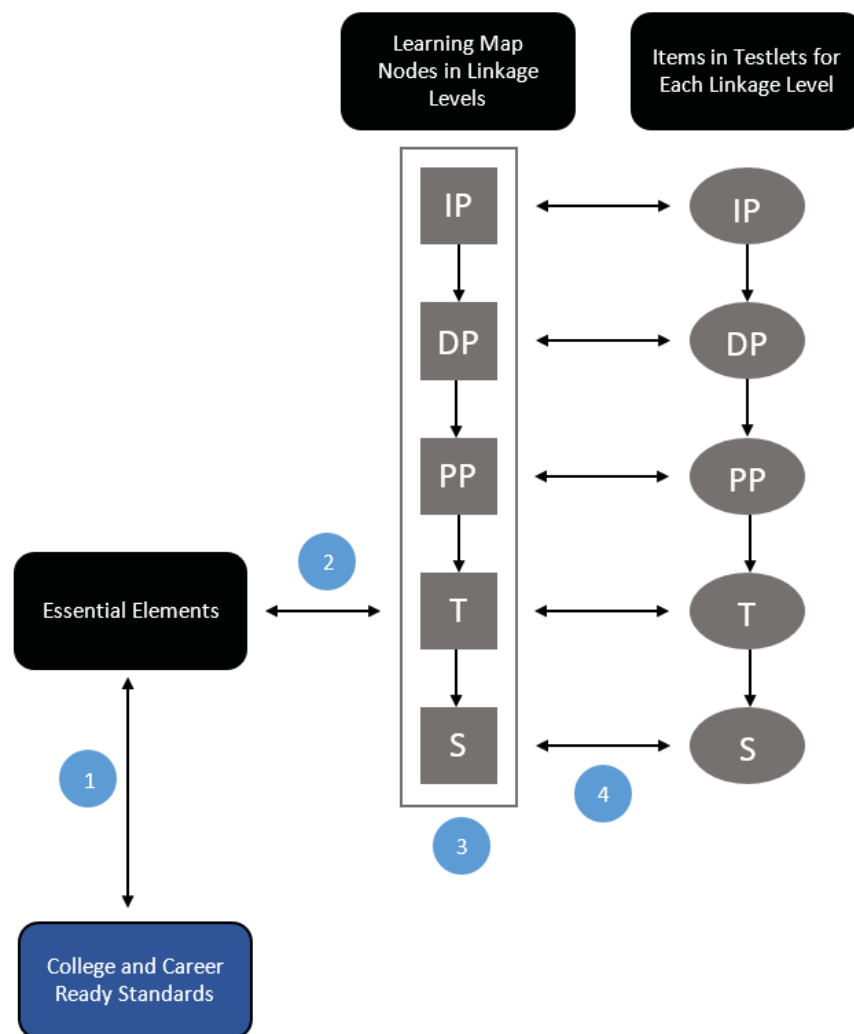 Learning Map
Nodes in Linkage
Levels
Items in Testlets for
Each Linkage Level
IP
IP
DP
DP
PP
PP
2
Essential Elements
T
T
S
S
1
4
3
College and Career
Ready Standards